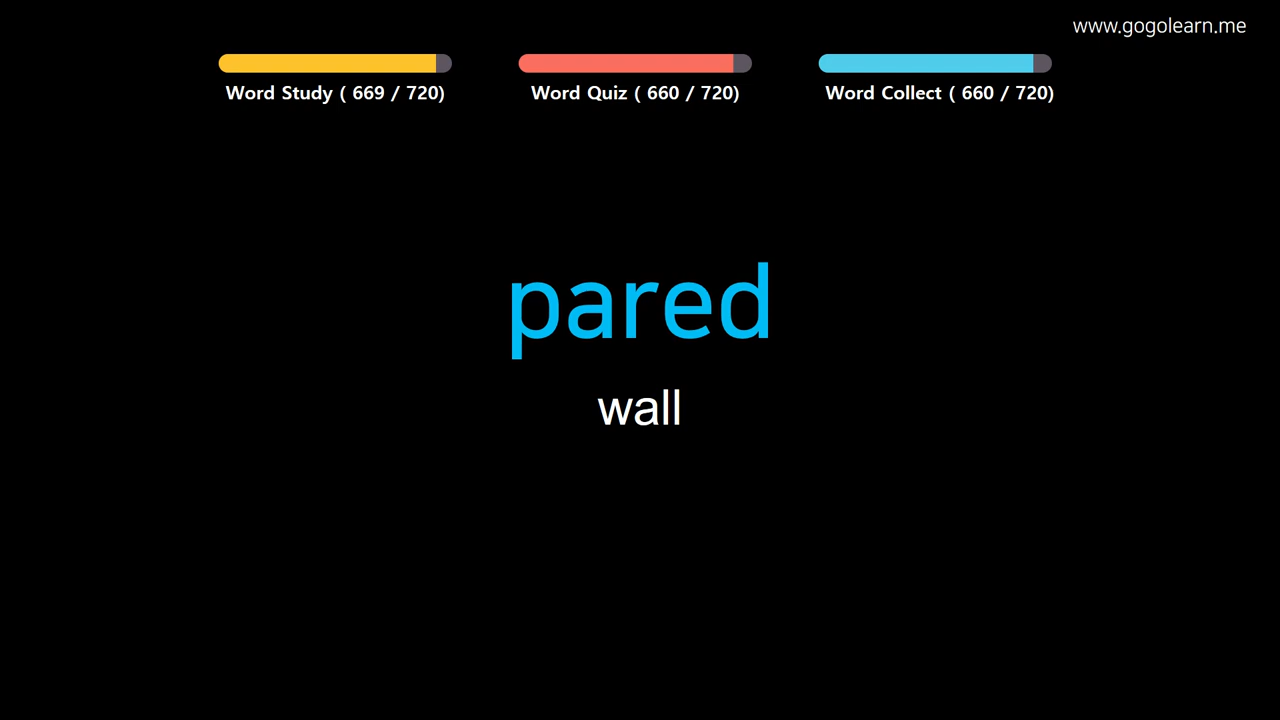 www.gogolearn.me
Word Study ( 669 / 720)
Word Quiz ( 660 / 720)
Word Collect ( 660 / 720)
pared
wall